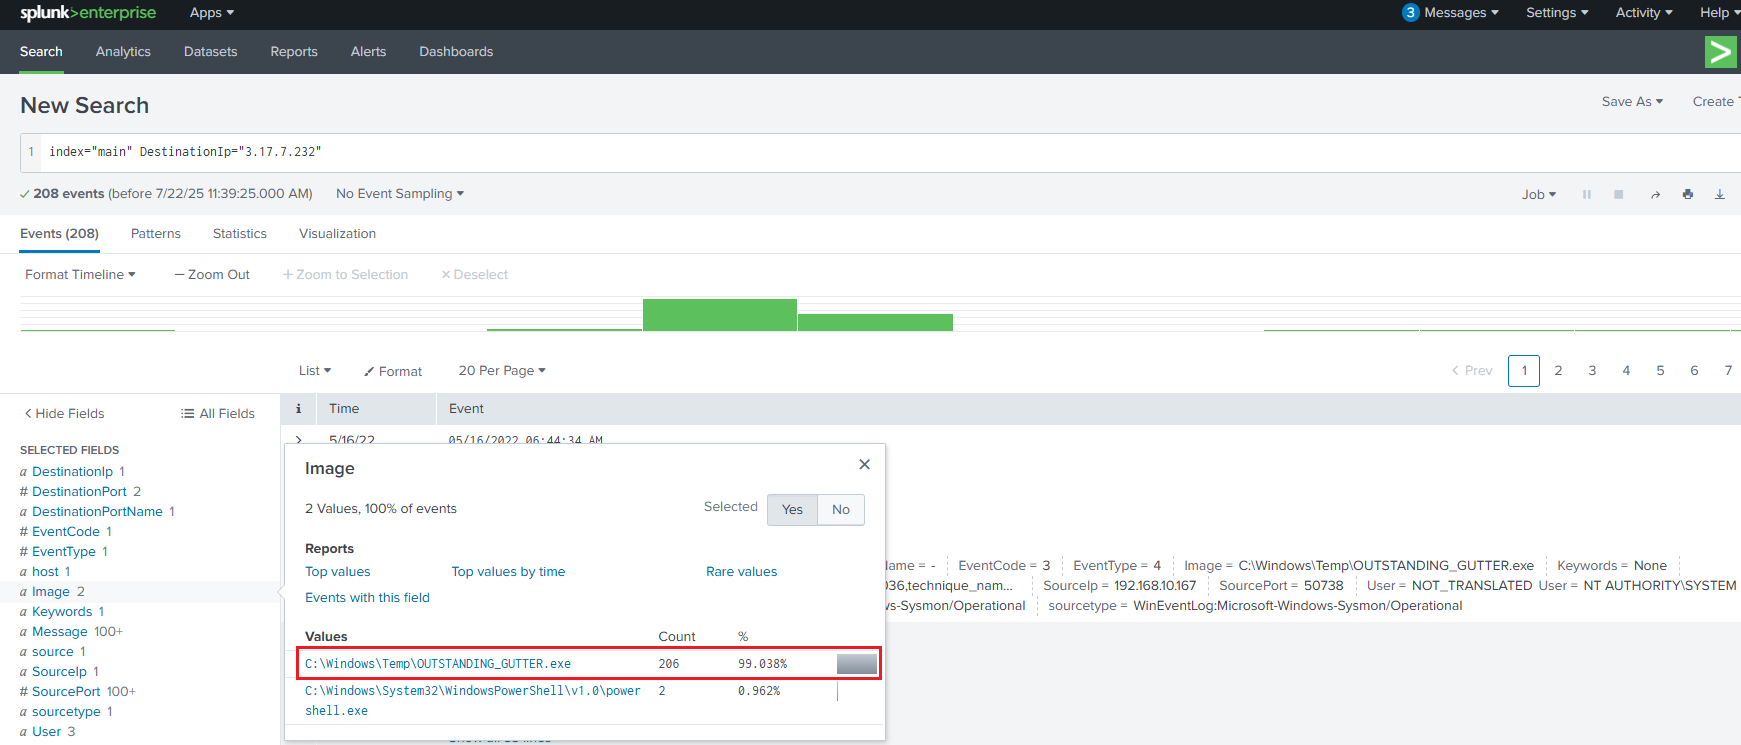 splunk>enterprise Apps 3 Messages Settings Activity Help
Search Analytics Datasets Reports Alerts Dashboards
New Search Save As Create
1 index="main" DestinationIp="3.17.7.232"
208 events (before 7/22/25 11:39:25.000 AM) No Event Sampling Job
Events (208) Patterns Statistics Visualization
Format Timeline — Zoom Out + Zoom to Selection × Deselect
List Format 20 Per Page < Prev 1 2 3 4 5 6 7
< Hide Fields All Fields i Time Event
5/16/22 05/16/2022 06:44:34 AM
SELECTED FIELDS
a DestinationIp 1
# DestinationPort 2
a DestinationPortName 1
# EventCode 1
# EventType 1
a host 1
a Image 2
a Keywords 1
a Message 100+
a source 1
a SourceIp 1
# SourcePort 100+
a sourcetype 1
a User 3
Image
2 Values, 100% of events Selected Yes No
Reports
Top values Top values by time Rare values
Events with this field
Values Count %
C:\Windows\Temp\OUTSTANDING_GUTTER.exe 206 99.038%
C:\Windows\System32\WindowsPowerShell\v1.0\power 2 0.962%
shell.exe
ame = - EventCode = 3 EventType = 4 Image = C:\Windows\Temp\OUTSTANDING_GUTTER.exe Keywords = None
036,technique_nam... SourceIp = 192.168.10.167 SourcePort = 50738 User = NOT_TRANSLATED User = NT AUTHORITY\SYSTEM
ws-Sysmon/Operational sourcetype = WinEventLog:Microsoft-Windows-Sysmon/Operational